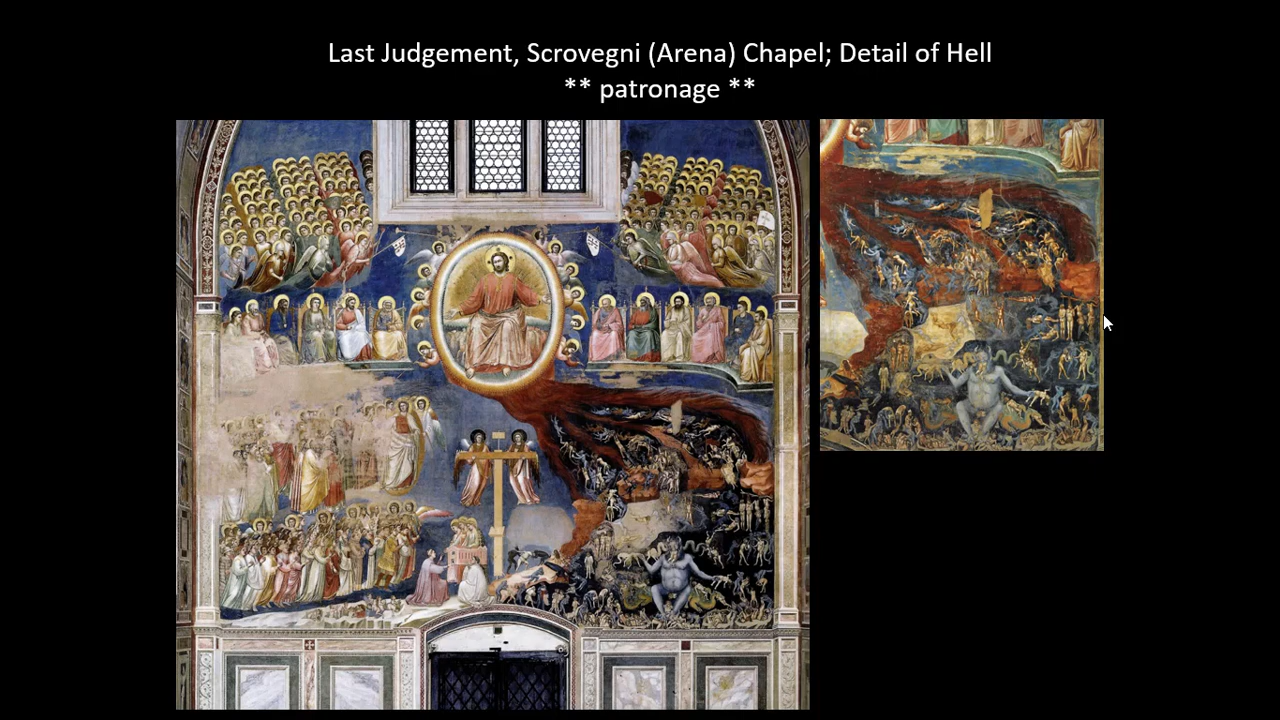 Last Judgement, Scrovegni (Arena) Chapel; Detail of Hell
** patronage **